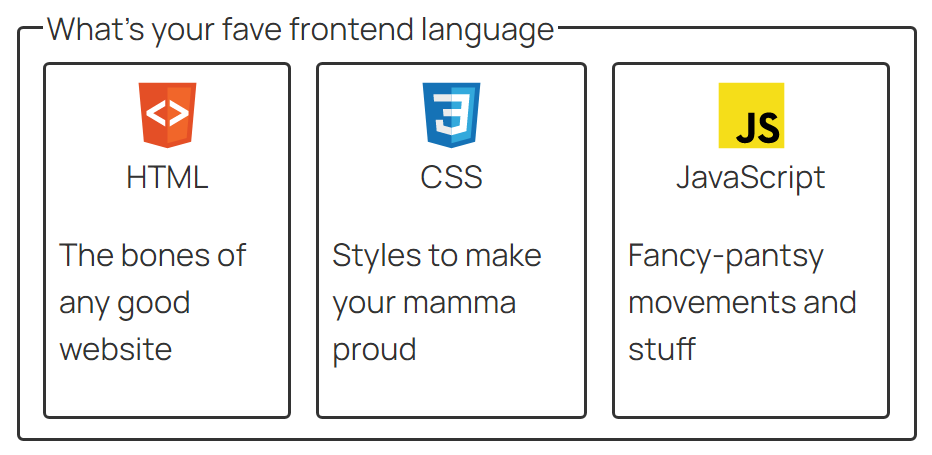 What's your fave frontend language
<>
3
JS
HTML
CSS
JavaScript
The bones of
any good
website
Styles to make
your mamma
proud
Fancy-pantsy
movements and
stuff